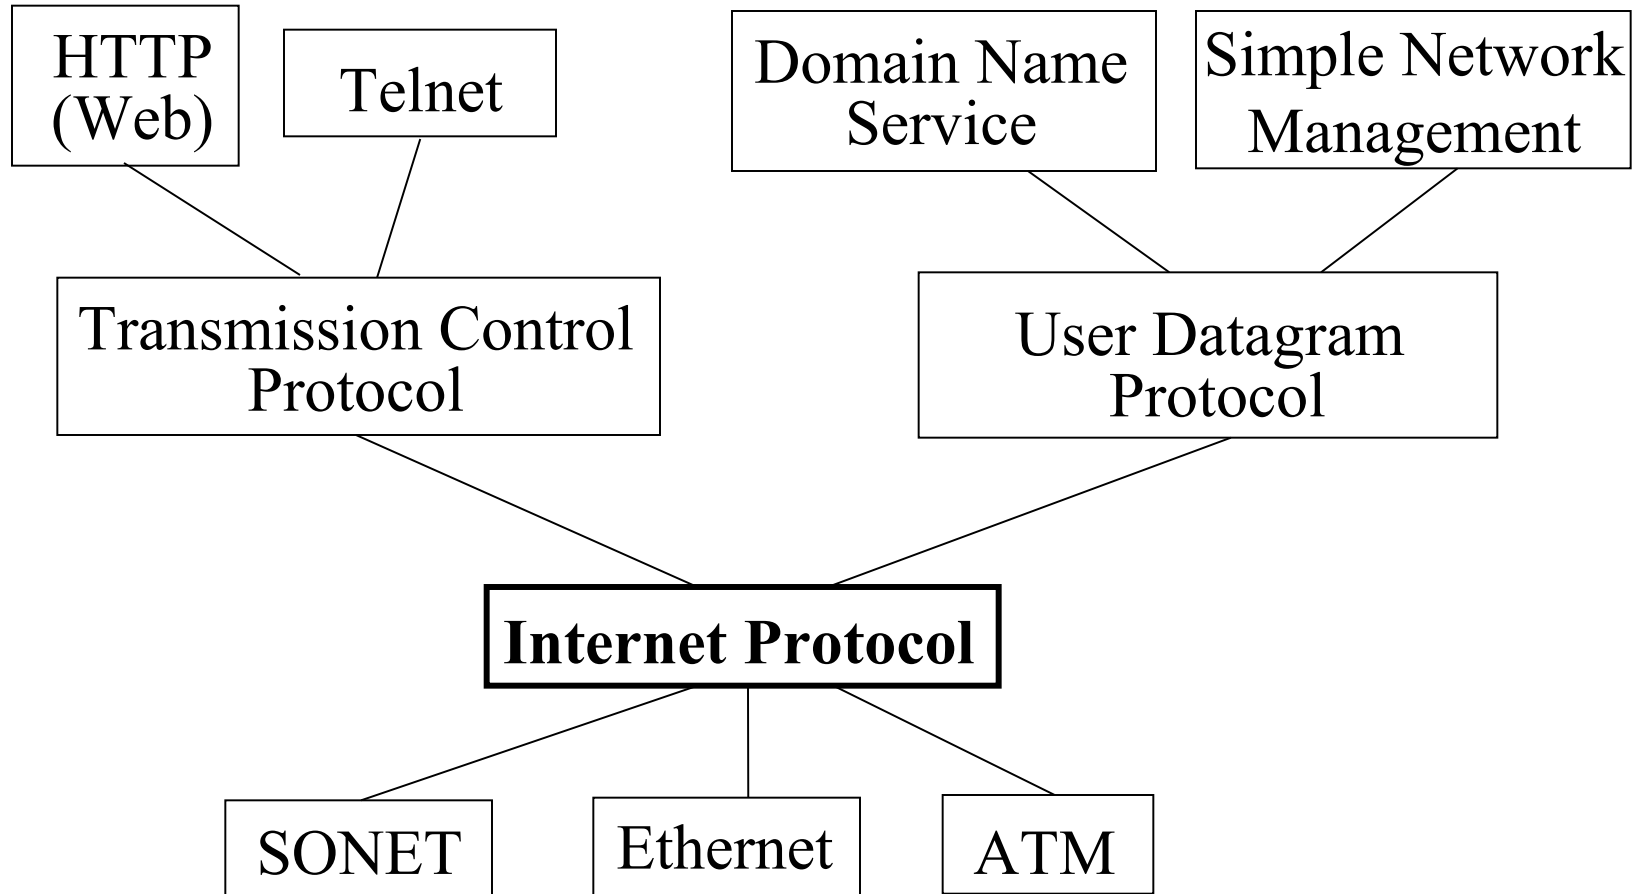 HTTP
(Web)
Telnet
Domain Name
Service
Simple Network
Management
Transmission Control
Protocol
User Datagram
Protocol
Internet Protocol
SONET
Ethernet
ATM